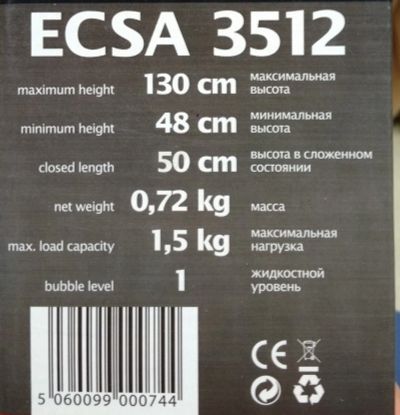 ECSA 3512
maximum height 130 cm максимальная высота
minimum height 48 cm минимальная высота
closed length 50 cm высота в сложенном состоянии
net weight 0,72 kg масса
max. load capacity 1,5 kg максимальная нагрузка
bubble level 1 жидкостной уровень
CE
5 060099 000744